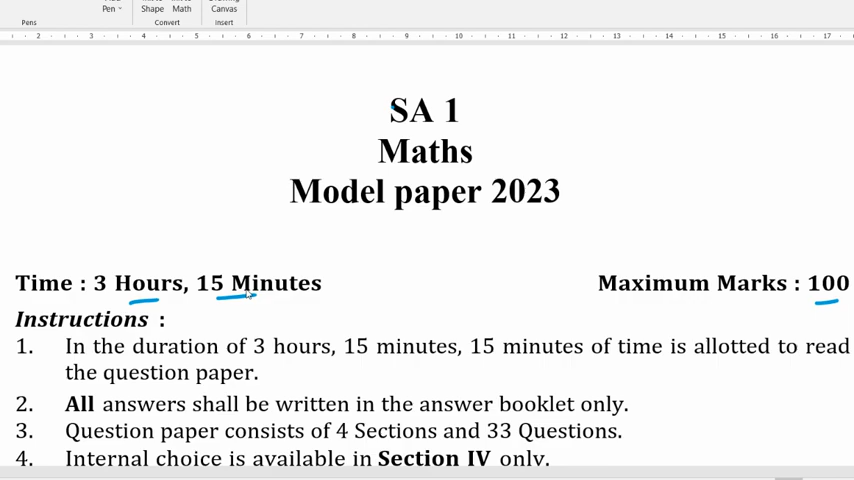 Pen
Shape
Math
Canvas
Pens
Convert
Insert
2 3 4 5 6 7 8 9 10 11 12 13 14 15 16 17
SA 1
Maths
Model paper 2023
Time : 3 Hours, 15 Minutes Maximum Marks : 100
Instructions :
1. In the duration of 3 hours, 15 minutes, 15 minutes of time is allotted to read
the question paper.
2. All answers shall be written in the answer booklet only.
3. Question paper consists of 4 Sections and 33 Questions.
4. Internal choice is available in Section IV only.